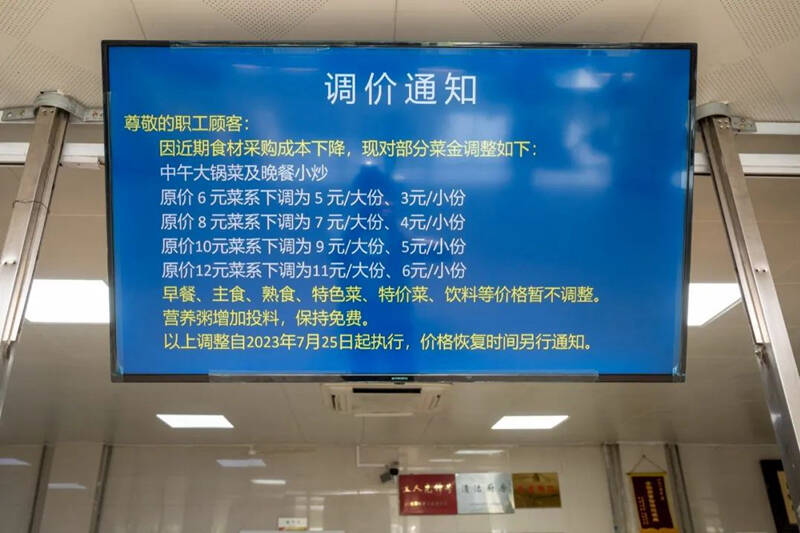 调价通知
尊敬的职工顾客：
因近期食材采购成本下降，现对部分菜金调整如下：
中午大锅菜及晚餐小炒
原价 6 元菜系下调为 5 元/大份、3元/小份
原价 8 元菜系下调为 7 元/大份、4元/小份
原价10元菜系下调为 9 元/大份、5元/小份
原价12元菜系下调为11元/大份、6元/小份
早餐、主食、熟食、特色菜、特价菜、饮料等价格暂不调整。
营养粥增加投料，保持免费。
以上调整自2023年7月25日起执行，价格恢复时间另行通知。
工人先锋号
清洁厨房